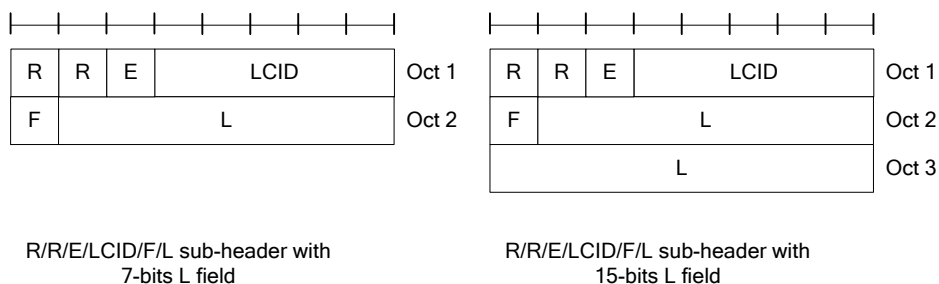 R R E LCID Oct 1
F L Oct 2
R/R/E/LCID/F/L sub-header with
7-bits L field
R R E LCID Oct 1
F L Oct 2
L Oct 3
R/R/E/LCID/F/L sub-header with
15-bits L field